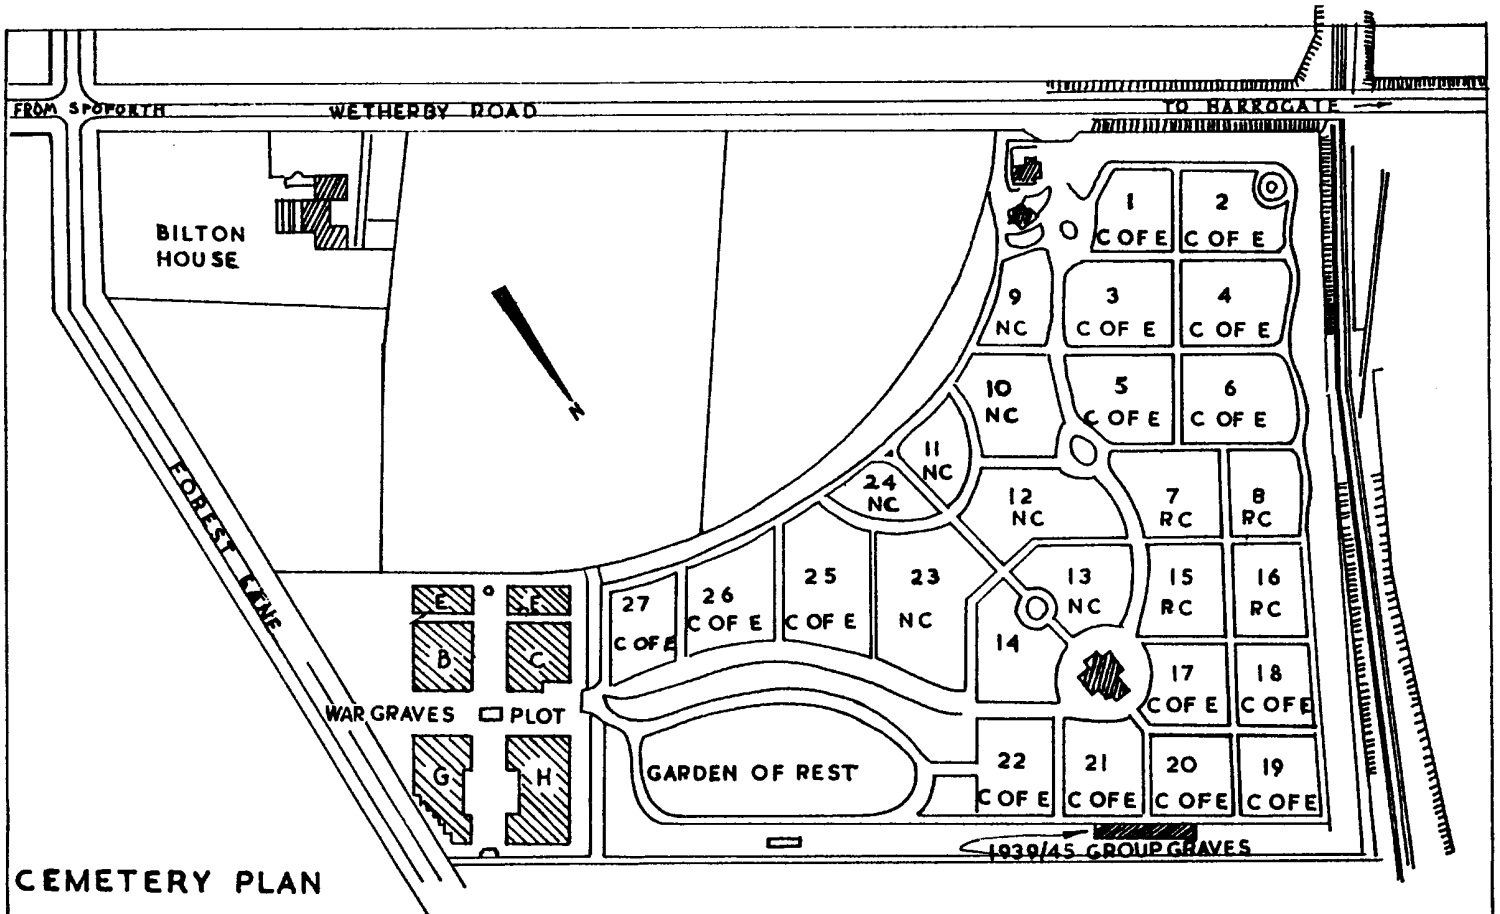 FROM SPOFORTH
WETHERBY ROAD
TO HARROGATE
BILTON
HOUSE
1
C OF E
2
C OF E
9
NC
3
C OF E
4
C OF E
N
10
NC
5
C OF E
6
C OF E
11
NC
24
NC
12
NC
7
RC
8
RC
FOREST LANE
27
C OF E
26
C OF E
25
C OF E
23
NC
13
NC
15
RC
16
RC
14
E
F
B
C
17
C OF E
18
C OF E
WAR GRAVES PLOT
G
H
GARDEN OF REST
22
C OF E
21
C OF E
20
C OF E
19
C OF E
1939/45 GROUP GRAVES
CEMETERY PLAN